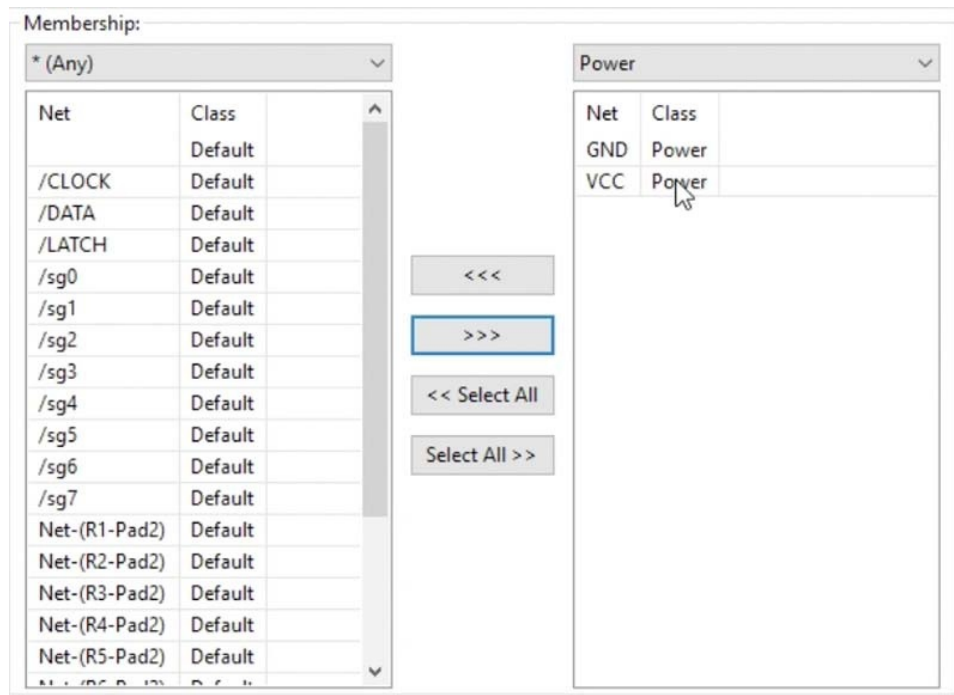 Membership:
* (Any)
Net Class
Default
/CLOCK Default
/DATA Default
/LATCH Default
/sg0 Default
/sg1 Default
/sg2 Default
/sg3 Default
/sg4 Default
/sg5 Default
/sg6 Default
/sg7 Default
Net-(R1-Pad2) Default
Net-(R2-Pad2) Default
Net-(R3-Pad2) Default
Net-(R4-Pad2) Default
Net-(R5-Pad2) Default
<<<
>>>
<< Select All
Select All >>
Power
Net Class
GND Power
VCC Power